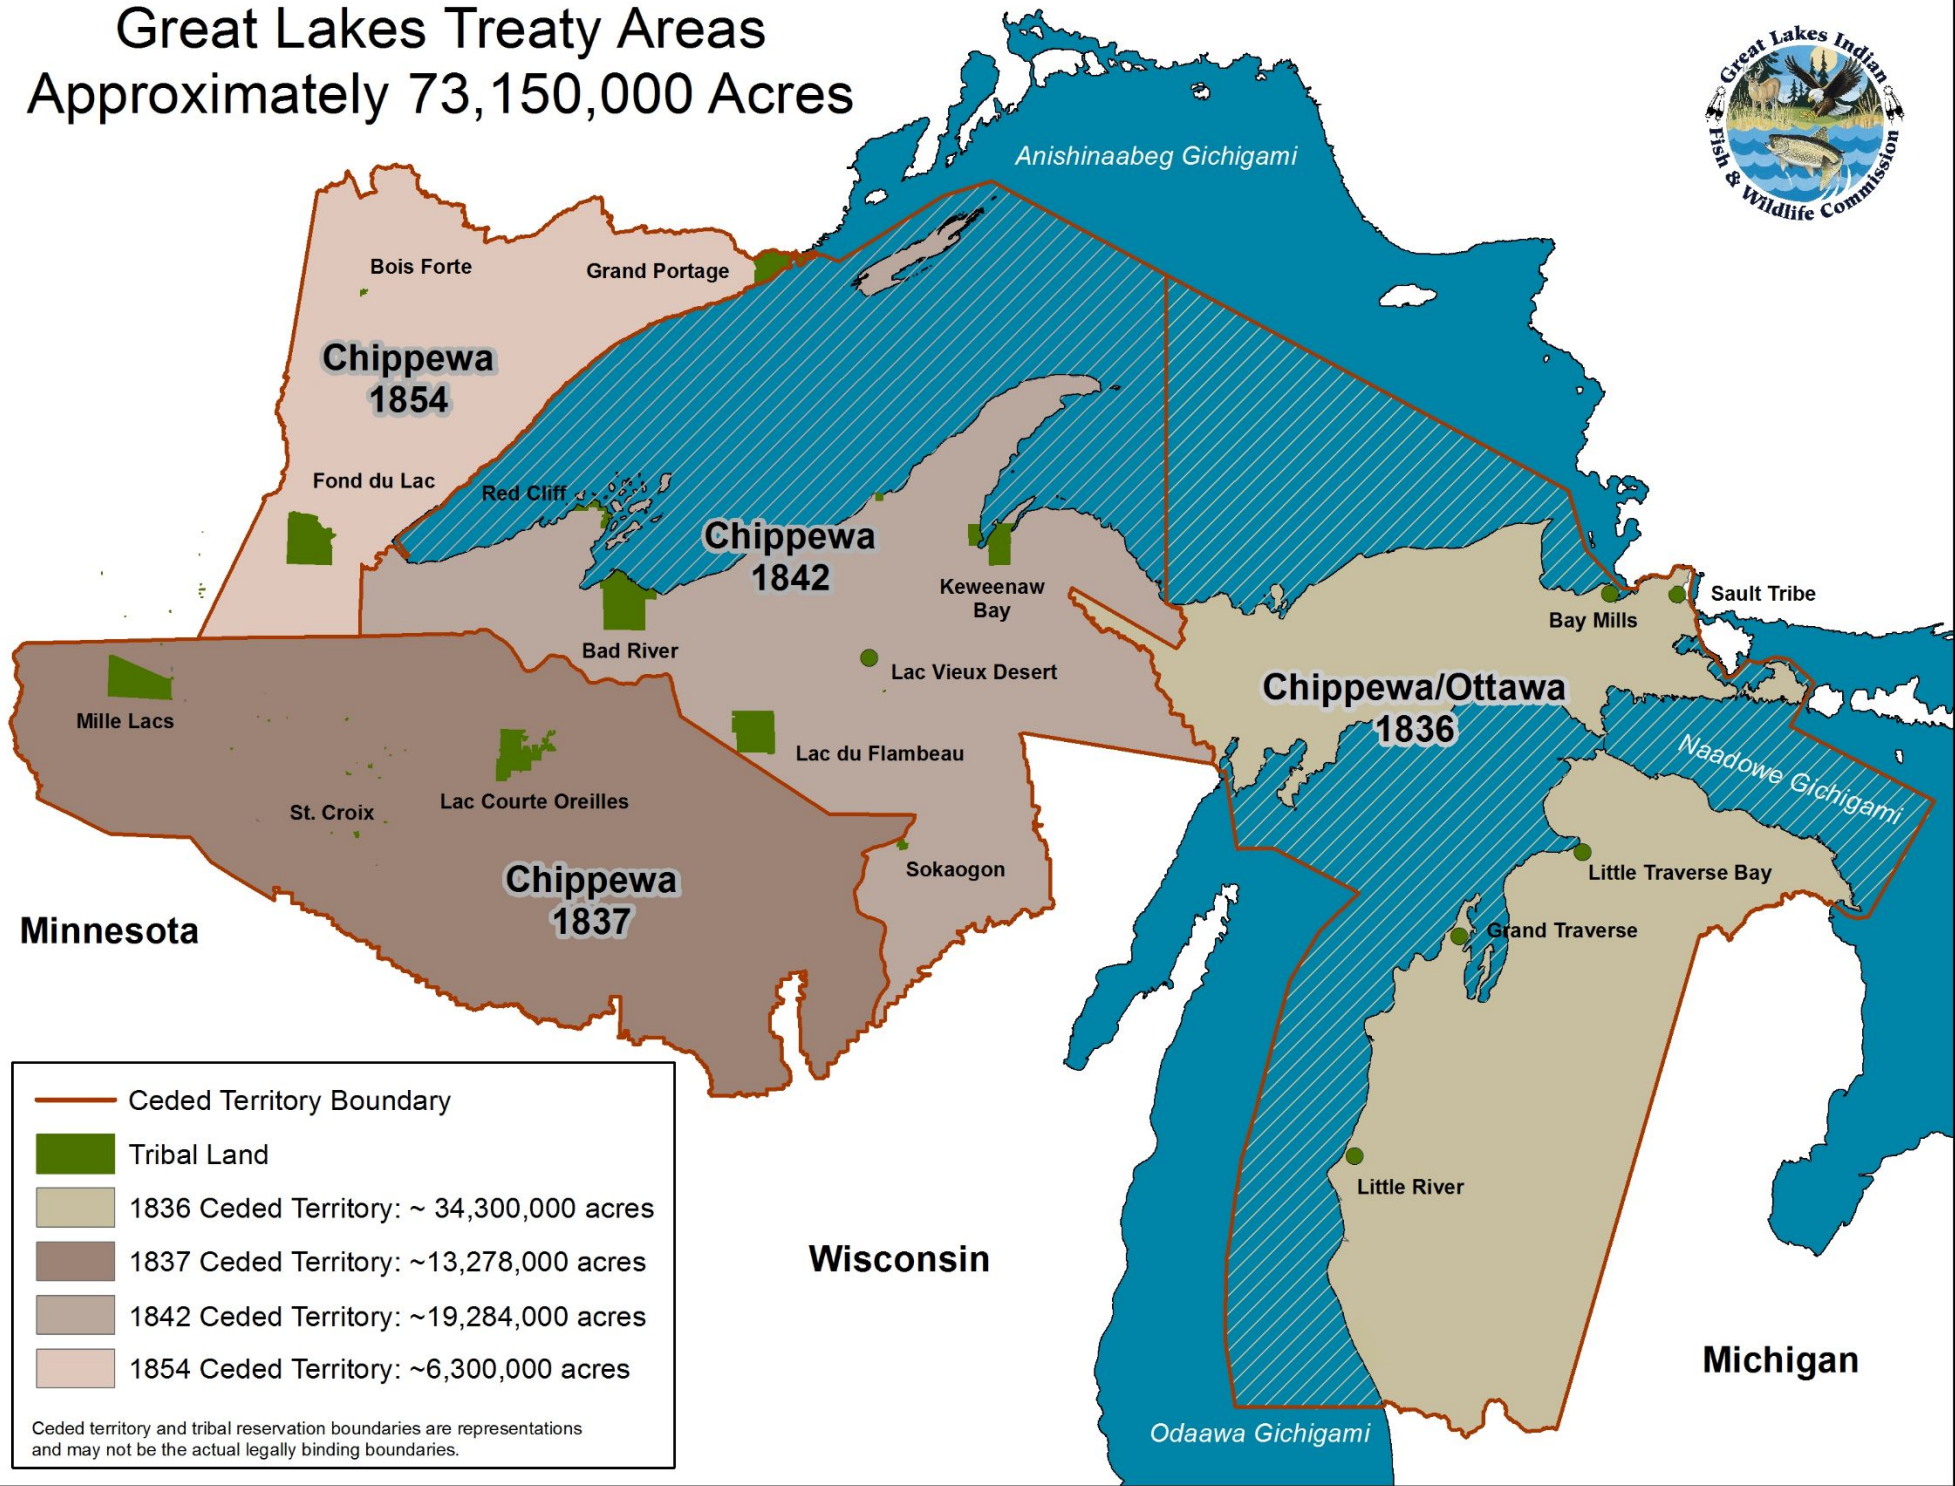 Great Lakes Treaty Areas
Approximately 73,150,000 Acres
Great Lakes Indian
Fish & Wildlife Commission
Anishinaabeg Gichigami
Bois Forte
Grand Portage
Chippewa
1854
Fond du Lac
Red Cliff
Chippewa
1842
Keweenaw
Bay
Sault Tribe
Bay Mills
Bad River
Lac Vieux Desert
Chippewa/Ottawa
1836
Mille Lacs
Lac du Flambeau
Naadowe Gichigami
Lac Courte Oreilles
St. Croix
Sokaogon
Little Traverse Bay
Chippewa
1837
Minnesota
Grand Traverse
Ceded Territory Boundary
Tribal Land
1836 Ceded Territory: ~ 34,300,000 acres
1837 Ceded Territory: ~13,278,000 acres
1842 Ceded Territory: ~19,284,000 acres
1854 Ceded Territory: ~6,300,000 acres
Ceded territory and tribal reservation boundaries are representations
and may not be the actual legally binding boundaries.
Little River
Wisconsin
Michigan
Odaawa Gichigami